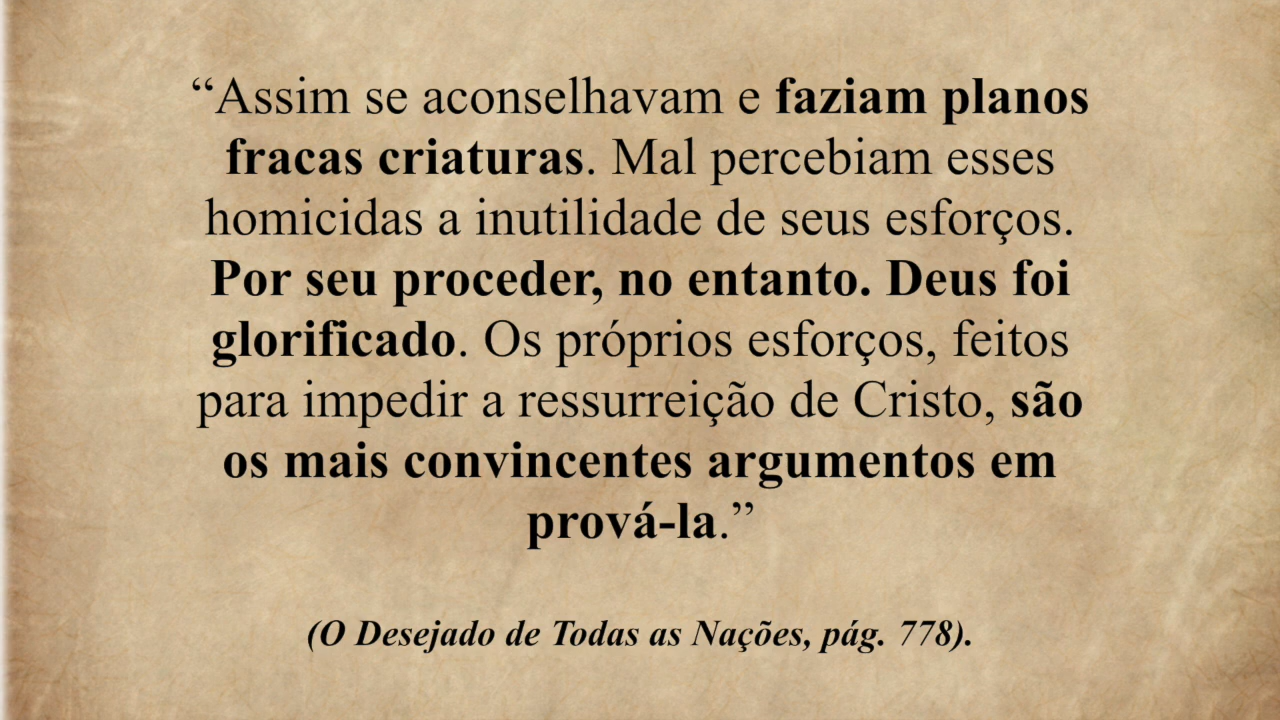 “Assim se aconselhavam e faziam planos
fracas criaturas. Mal percebiam esses
homicidas a inutilidade de seus esforços.
Por seu proceder, no entanto. Deus foi
glorificado. Os próprios esforços, feitos
para impedir a ressurreição de Cristo, são
os mais convincentes argumentos em
prová-la.”
(O Desejado de Todas as Nações, pág. 778).